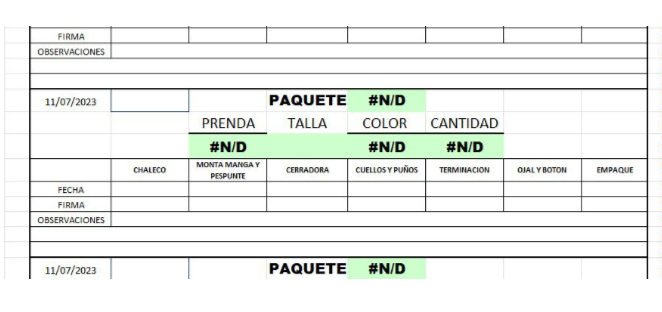 FIRMA
OBSERVACIONES
11/07/2023 PAQUETE #N/D
PRENDA TALLA COLOR CANTIDAD
#N/D #N/D #N/D
CHALECO MONTA MANGA Y PESPUNTE CERRADORA CUELLOS Y PUÑOS TERMINACION OJAL Y BOTON EMPAQUE
FECHA
FIRMA
OBSERVACIONES
11/07/2023 PAQUETE #N/D